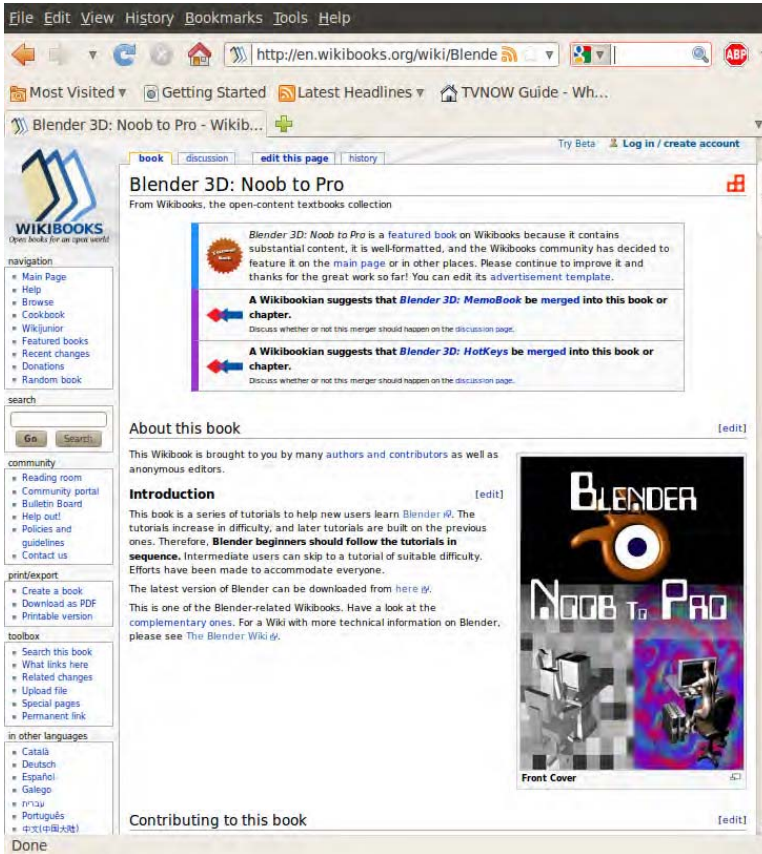 File Edit View History Bookmarks Tools Help
http://en.wikibooks.org/wiki/Blende
ABP
Most Visited Getting Started Latest Headlines TVNOW Guide - Wh...
Blender 3D: Noob to Pro - Wikib...
Try Beta Log in / create account
book discussion edit this page history
WIKIBOOKS
Open books for an open world
navigation
Main Page
Help
Browse
Cookbook
Wikijunior
Featured books
Recent changes
Donations
Random book
search
Go Search
community
Reading room
Community portal
Bulletin Board
Help out!
Policies and
guidelines
Contact us
print/export
Create a book
Download as PDF
Printable version
toolbox
Search this book
What links here
Related changes
Upload file
Special pages
Permanent link
in other languages
Català
Deutsch
Español
Galego
עברית
Português
中文(中国大陆)
Blender 3D: Noob to Pro
From Wikibooks, the open-content textbooks collection
Blender 3D: Noob to Pro is a featured book on Wikibooks because it contains
substantial content, it is well-formatted, and the Wikibooks community has decided to
feature it on the main page or in other places. Please continue to improve it and
thanks for the great work so far! You can edit its advertisement template.
A Wikibookian suggests that Blender 3D: MemoBook be merged into this book or
chapter.
Discuss whether or not this merger should happen on the discussion page.
A Wikibookian suggests that Blender 3D: HotKeys be merged into this book or
chapter.
Discuss whether or not this merger should happen on the discussion page.
About this book [edit]
This Wikibook is brought to you by many authors and contributors as well as
anonymous editors.
Introduction [edit]
This book is a series of tutorials to help new users learn Blender. The
tutorials increase in difficulty, and later tutorials are built on the previous
ones. Therefore, Blender beginners should follow the tutorials in
sequence. Intermediate users can skip to a tutorial of suitable difficulty.
Efforts have been made to accommodate everyone.
The latest version of Blender can be downloaded from here.
This is one of the Blender-related Wikibooks. Have a look at the
complementary ones. For a Wiki with more technical information on Blender,
please see The Blender Wiki.
BLENDER
NOOB TO PRO
Front Cover
Contributing to this book [edit]
Done